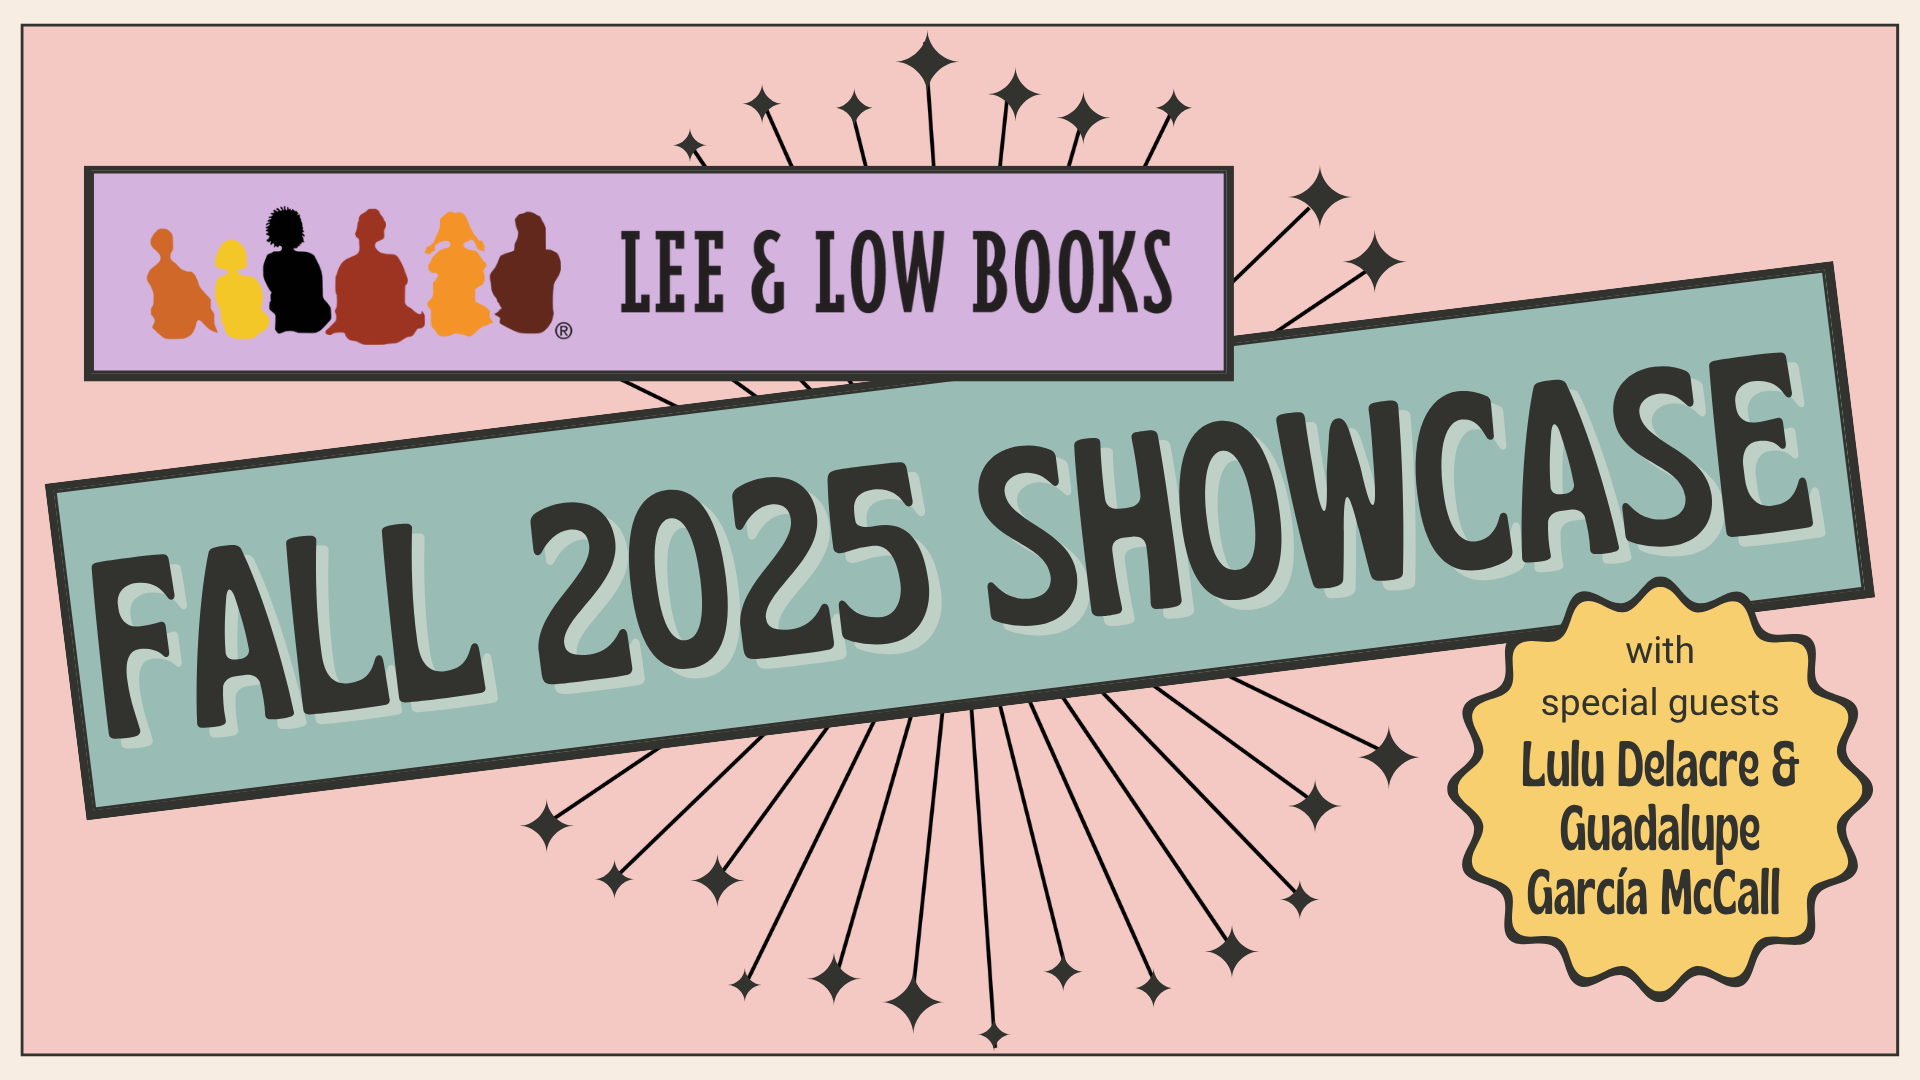 LEE & LOW BOOKS
®
FALL 2025 SHOWCASE
with
special guests
Lulu Delacre &
Guadalupe
García McCall